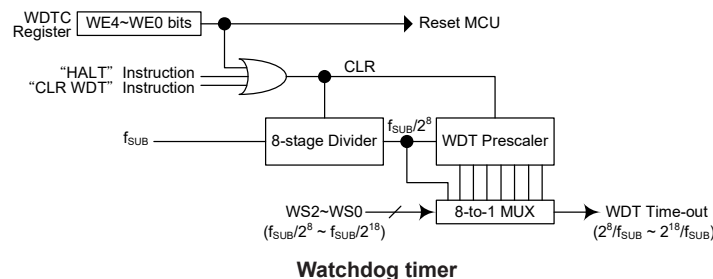 WDTC
Register
WE4~WE0 bits
Reset MCU
CLR
“HALT” Instruction
“CLR WDT” Instruction
fSUB
8-stage Divider
fSUB/2⁸
WDT Prescaler
WS2~WS0
(fSUB/2⁸ ~ fSUB/2¹⁸)
8-to-1 MUX
WDT Time-out
(2⁸/fSUB ~ 2¹⁸/fSUB)
Watchdog timer